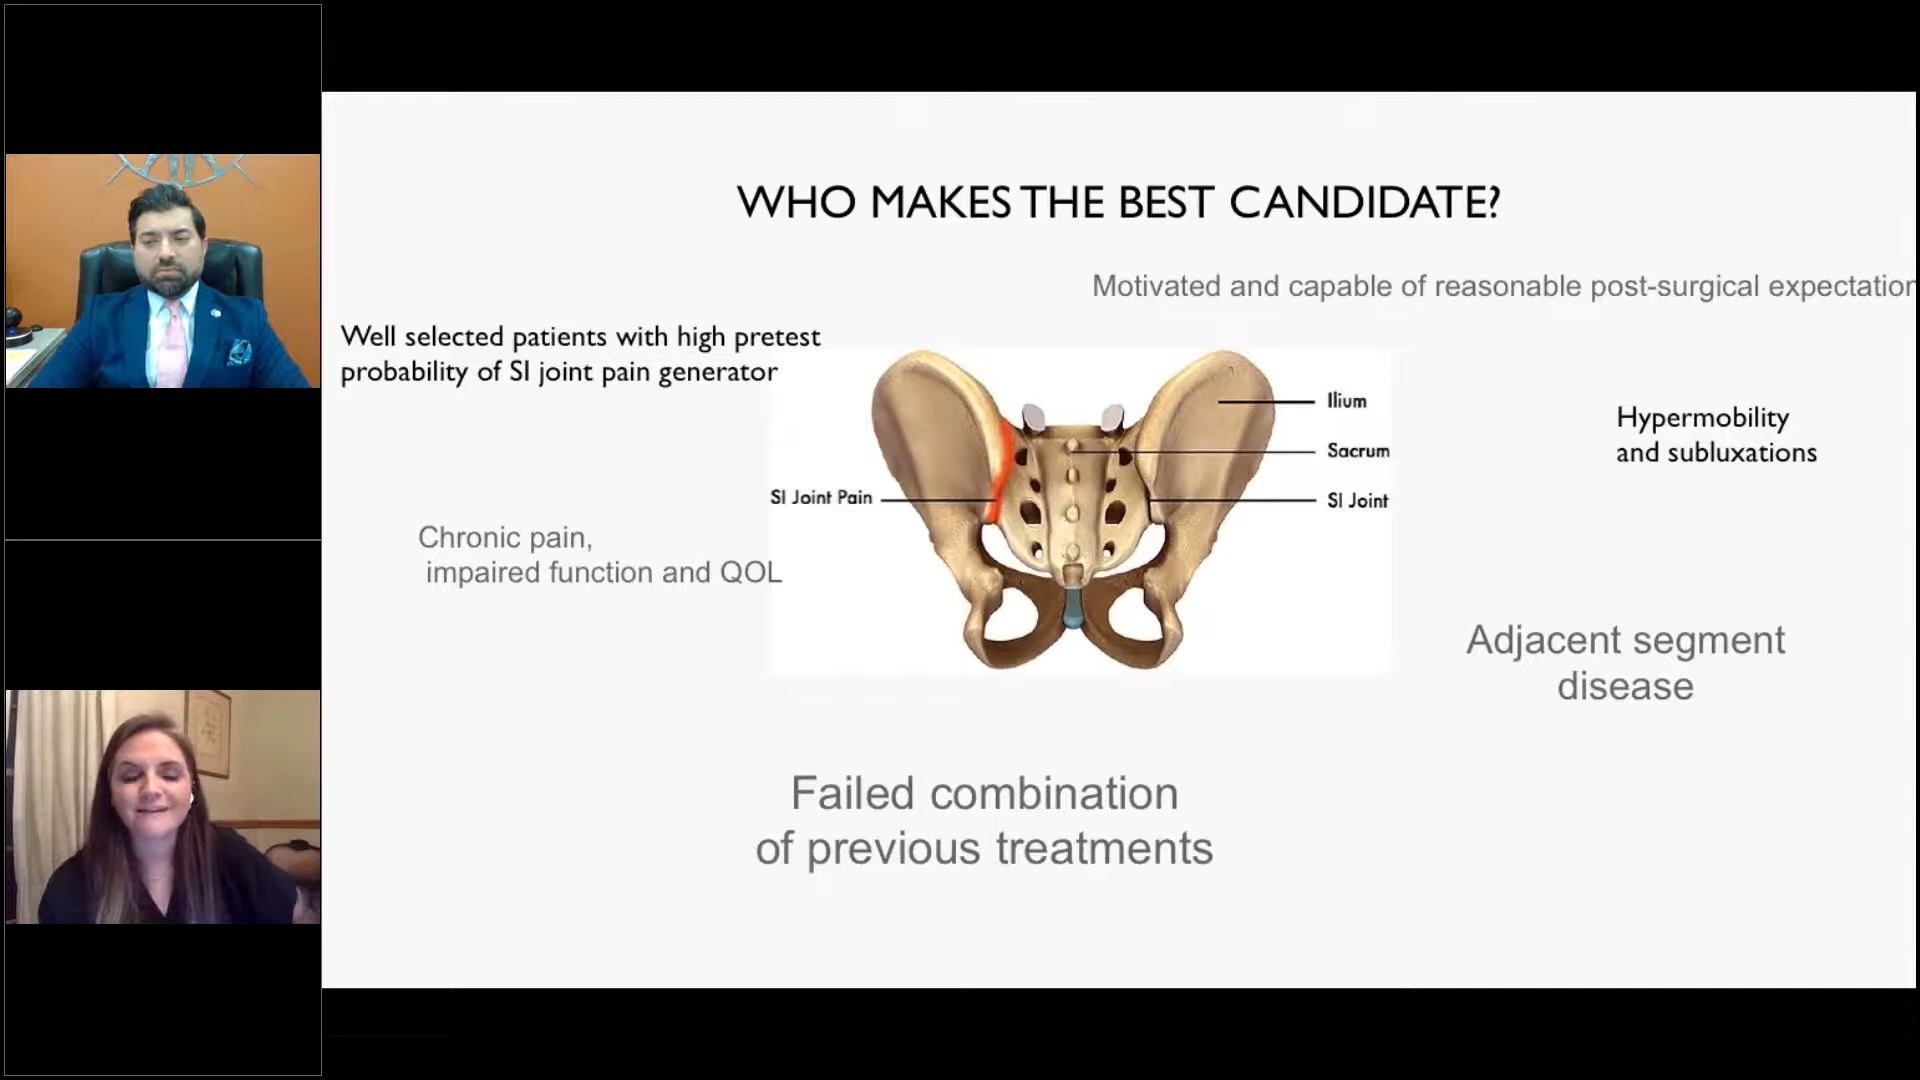 WHO MAKES THE BEST CANDIDATE?
Motivated and capable of reasonable post-surgical expectation
Well selected patients with high pretest
probability of SI joint pain generator
Ilium
Sacrum
SI Joint
SI Joint Pain
Hypermobility
and subluxations
Chronic pain,
impaired function and QOL
Adjacent segment
disease
Failed combination
of previous treatments